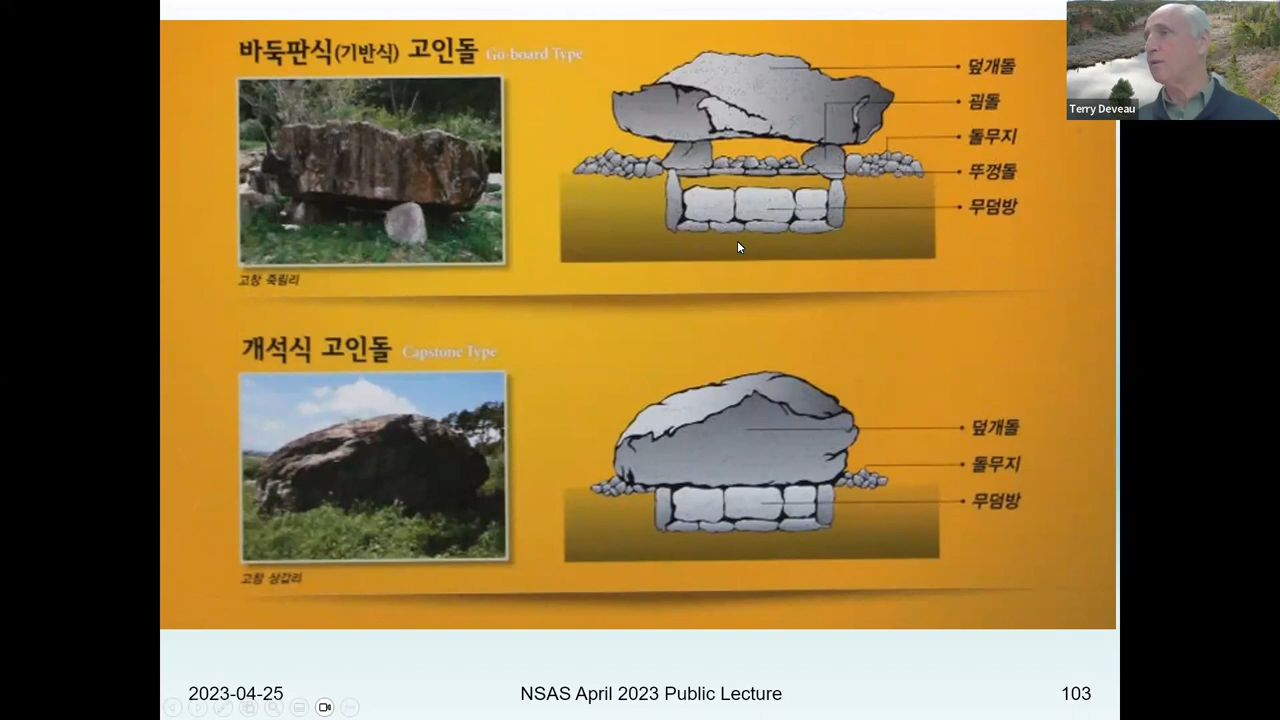 바둑판식(기반식) 고인돌 Go-board Type
덮개돌
굄돌
돌무지
뚜껑돌
무덤방
고창 죽림리
개석식 고인돌 Capstone Type
덮개돌
돌무지
무덤방
고창 상갑리
Terry Deveau
2023-04-25
NSAS April 2023 Public Lecture
103